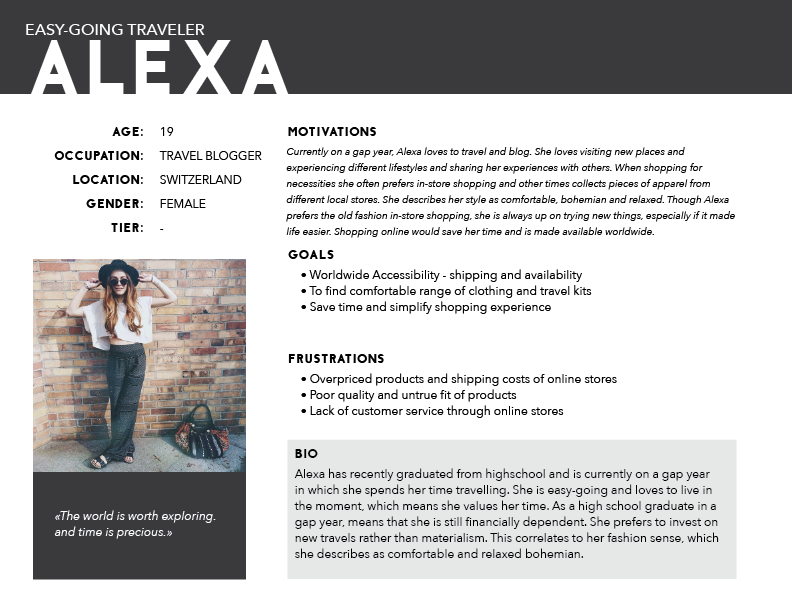 EASY-GOING TRAVELER
ALEXA
AGE: 19
OCCUPATION: TRAVEL BLOGGER
LOCATION: SWITZERLAND
GENDER: FEMALE
TIER: -
«The world is worth exploring.
and time is precious.»
MOTIVATIONS
Currently on a gap year, Alexa loves to travel and blog. She loves visiting new places and
experiencing different lifestyles and sharing her experiences with others. When shopping for
necessities she often prefers in-store shopping and other times collects pieces of apparel from
different local stores. She describes her style as comfortable, bohemian and relaxed. Though Alexa
prefers the old fashion in-store shopping, she is always up on trying new things, especially if it made
life easier. Shopping online would save her time and is made available worldwide.
GOALS
• Worldwide Accessibility - shipping and availability
• To find comfortable range of clothing and travel kits
• Save time and simplify shopping experience
FRUSTRATIONS
• Overpriced products and shipping costs of online stores
• Poor quality and untrue fit of products
• Lack of customer service through online stores
BIO
Alexa has recently graduated from highschool and is currently on a gap year
in which she spends her time travelling. She is easy-going and loves to live in
the moment, which means she values her time. As a high school graduate in a
gap year, means that she is still financially dependent. She prefers to invest on
new travels rather than materialism. This correlates to her fashion sense, which
she describes as comfortable and relaxed bohemian.